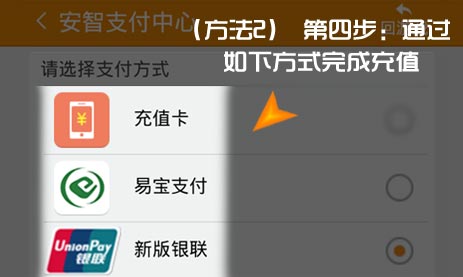 安智支付中心
(方法2) 第四步：通过
如下方式完成充值
请选择支付方式
¥
充值卡
易宝支付
UnionPay
银联
新版银联